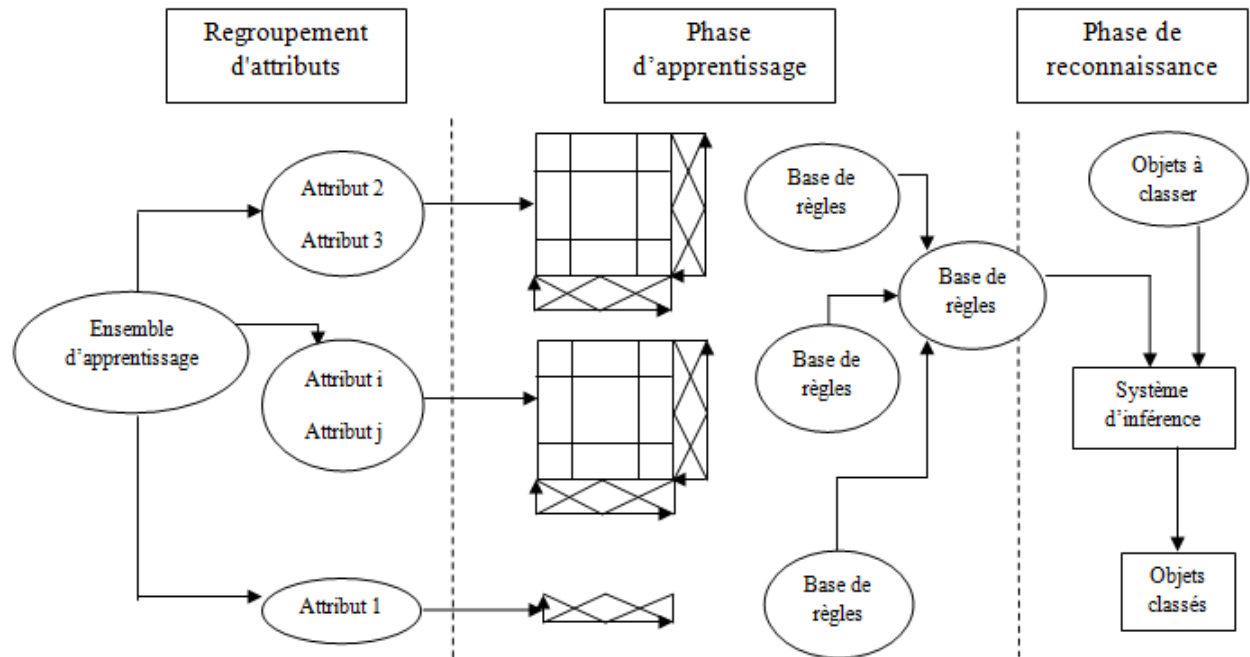 Regroupement
d'attributs
Phase
d’apprentissage
Phase de
reconnaissance
Attribut 2
Attribut 3
Ensemble
d’apprentissage
Attribut i
Attribut j
Attribut 1
Base de
règles
Base de
règles
Base de
règles
Base de
règles
Objets à
classer
Système
d’inférence
Objets
classés